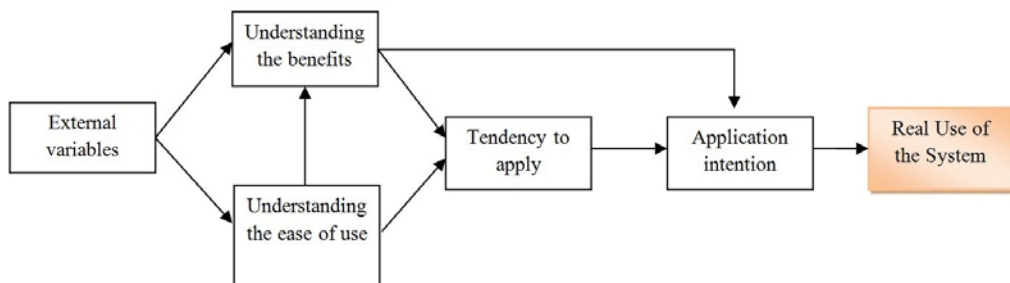 Understanding
the benefits
External
variables
Tendency to
apply
Application
intention
Real Use of
the System
Understanding
the ease of use